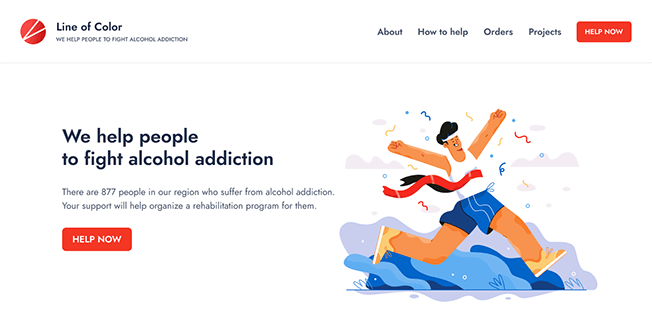 Line of Color
WE HELP PEOPLE TO FIGHT ALCOHOL ADDICTION
About
How to help
Orders
Projects
HELP NOW
We help people
to fight alcohol addiction
There are 877 people in our region who suffer from alcohol addiction.
Your support will help organize a rehabilitation program for them.
HELP NOW